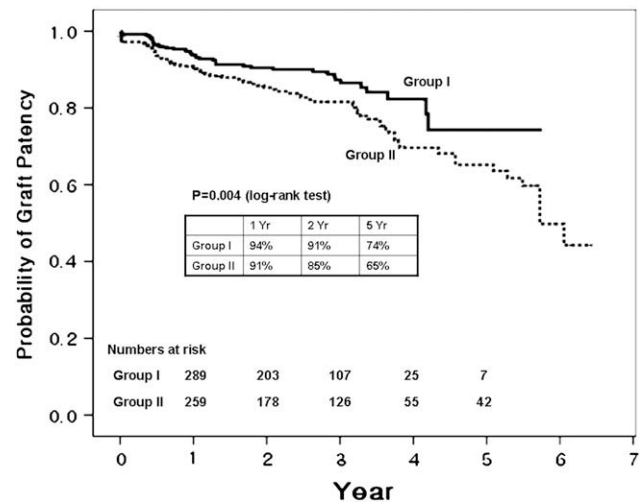 Probability of Graft Patency
1.0
0.8
0.6
0.4
0.2
0.0
Group I
Group II
P=0.004 (log-rank test)
1 Yr 2 Yr 5 Yr
Group I 94% 91% 74%
Group II 91% 85% 65%
Numbers at risk
Group I 289 203 107 25 7
Group II 259 178 126 55 42
0 1 2 3 4 5 6 7
Year